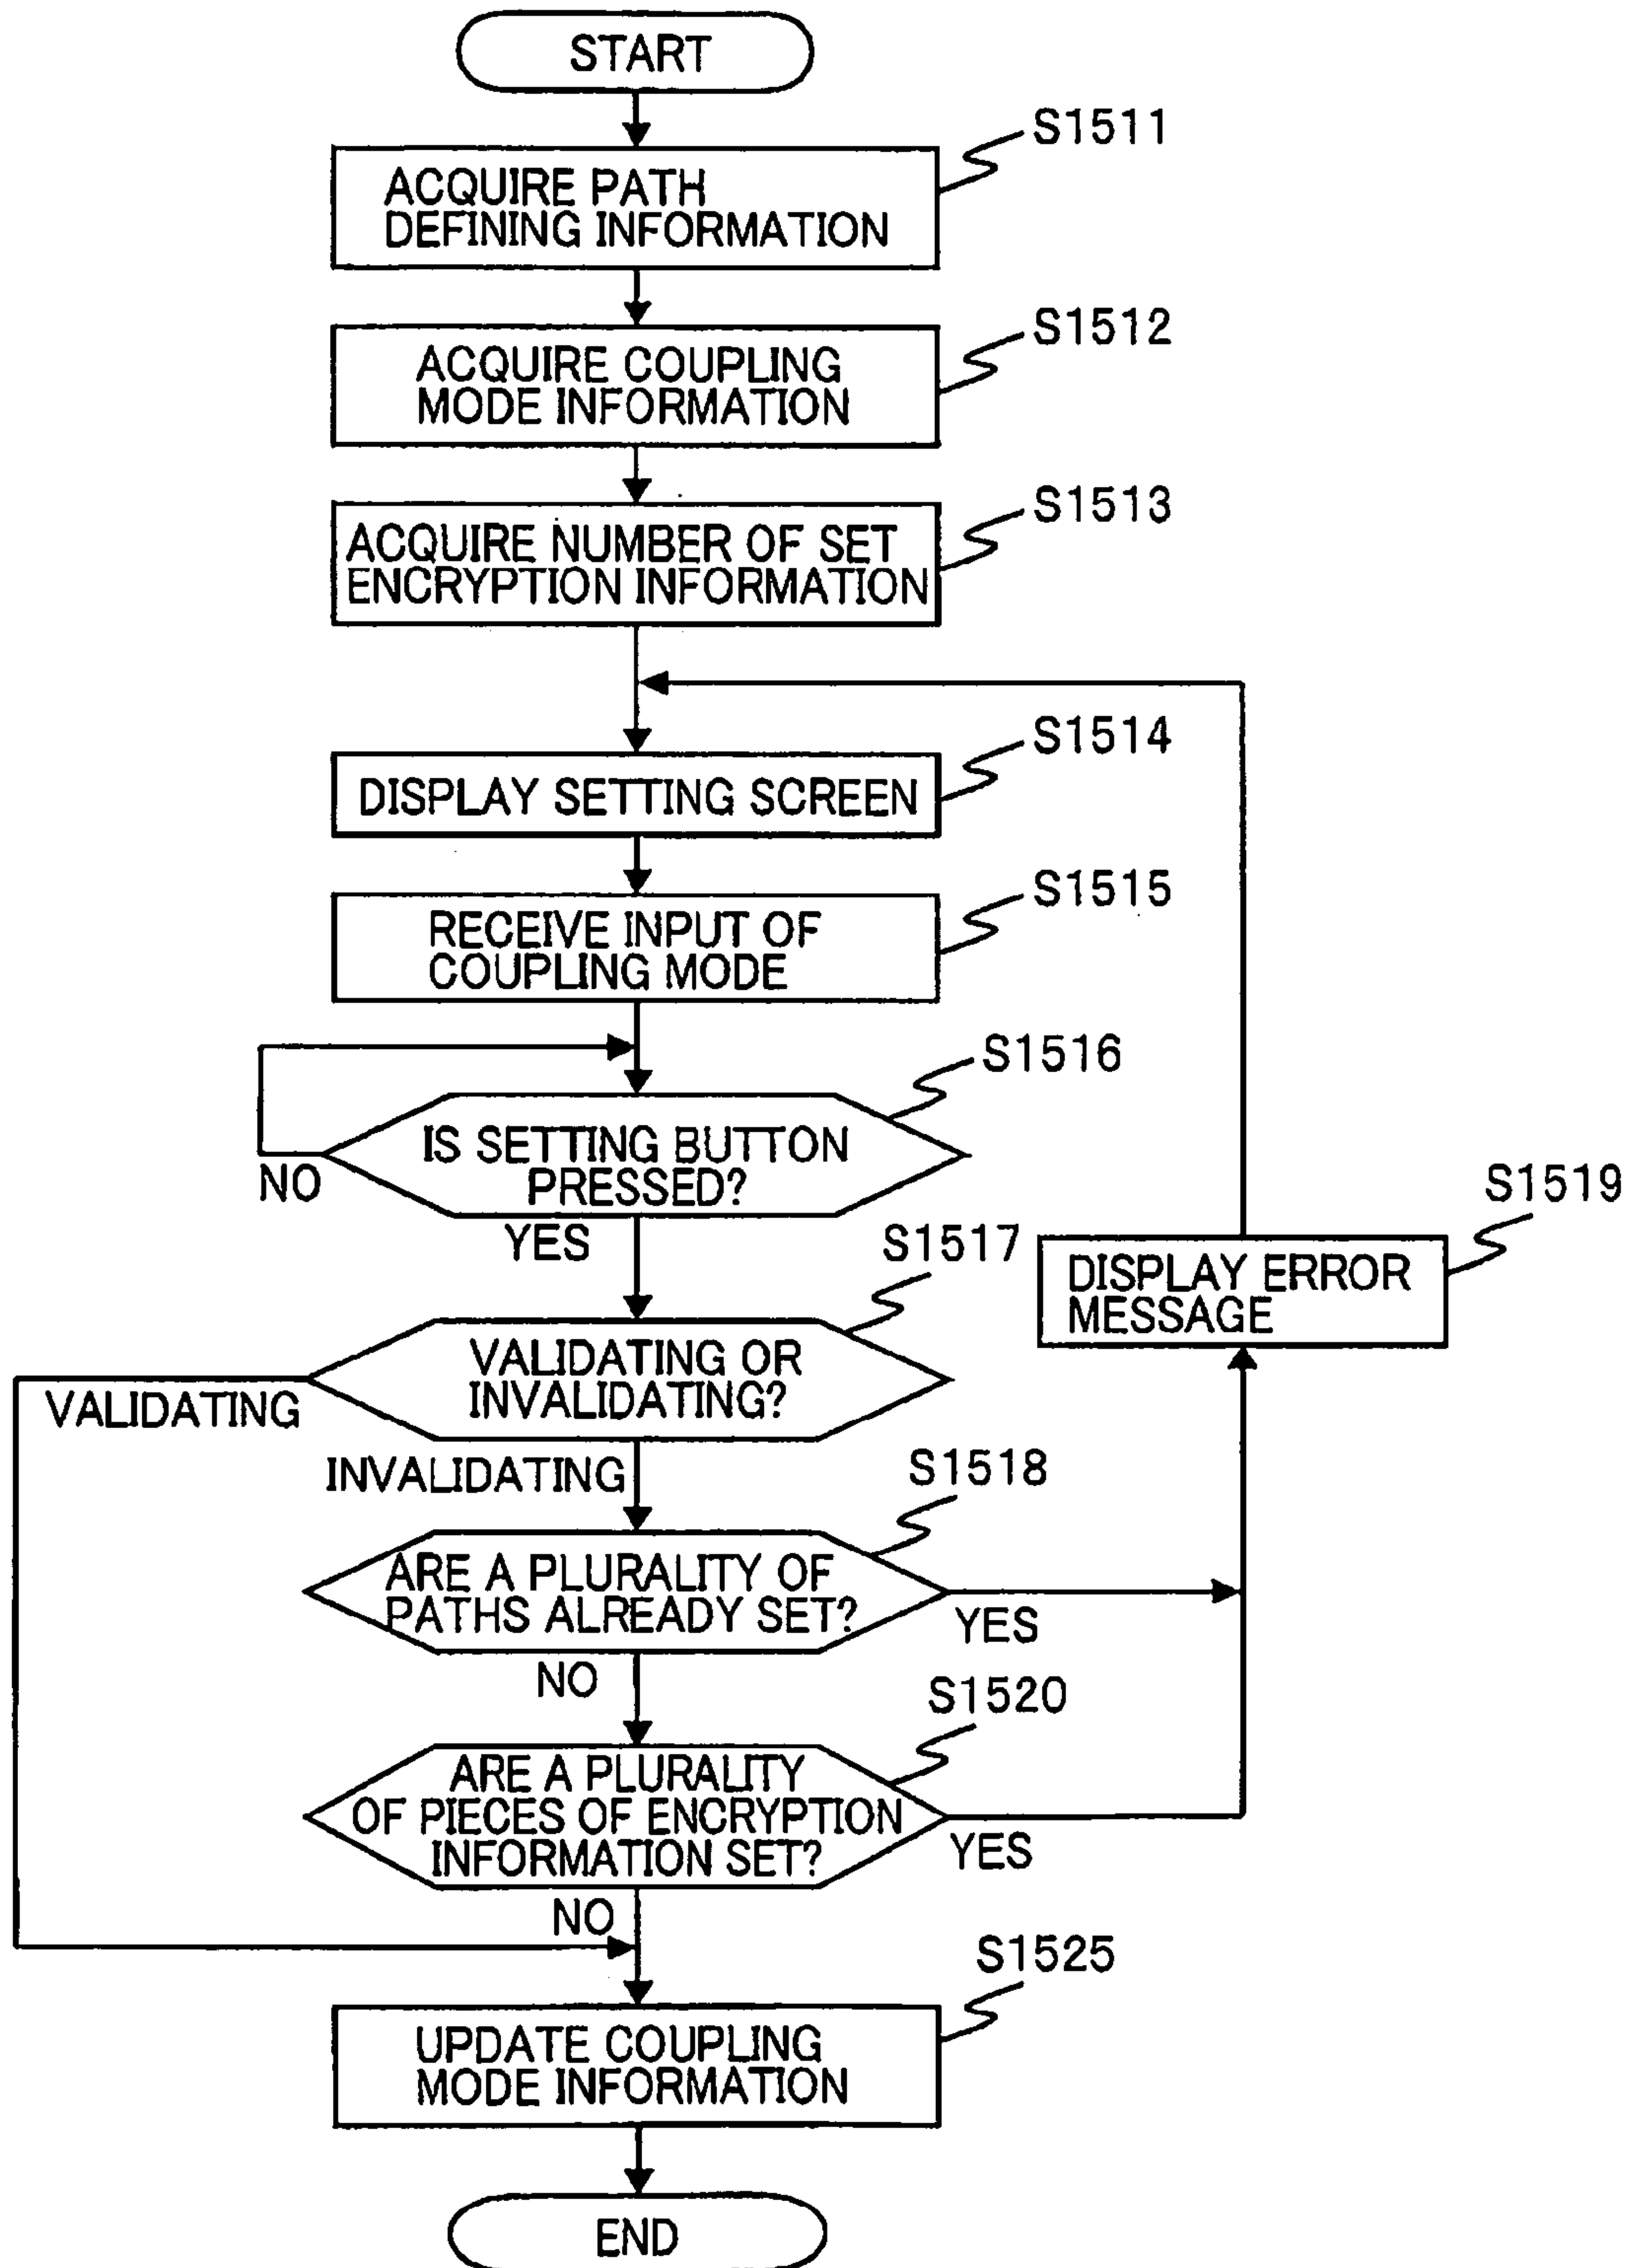 START
S1511
ACQUIRE PATH
DEFINING INFORMATION
S1512
ACQUIRE COUPLING
MODE INFORMATION
S1513
ACQUIRE NUMBER OF SET
ENCRYPTION INFORMATION
S1514
DISPLAY SETTING SCREEN
S1515
RECEIVE INPUT OF
COUPLING MODE
S1516
IS SETTING BUTTON
PRESSED?
NO
YES
S1519
DISPLAY ERROR
MESSAGE
S1517
VALIDATING OR
INVALIDATING?
VALIDATING
INVALIDATING
S1518
ARE A PLURALITY OF
PATHS ALREADY SET?
YES
NO
S1520
ARE A PLURALITY
OF PIECES OF ENCRYPTION
INFORMATION SET?
YES
NO
S1525
UPDATE COUPLING
MODE INFORMATION
END